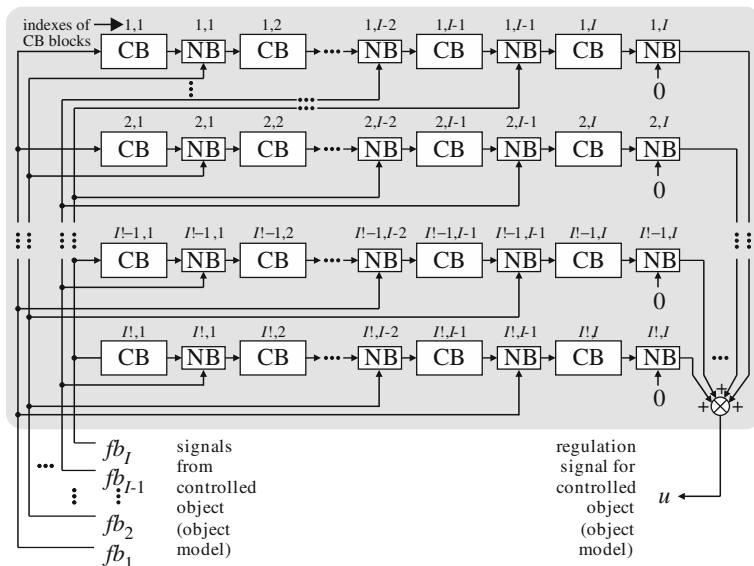 indexes of CB blocks
1,1 1,1 1,2 1,I-2 1,I-1 1,I-1 1,I 1,I
CB NB CB NB CB NB CB NB
0
2,1 2,1 2,2 2,I-2 2,I-1 2,I-1 2,I 2,I
CB NB CB NB CB NB CB NB
0
I!−1,1 I!−1,1 I!−1,2 I!−1,I-2 I!−1,I-1 I!−1,I-1 I!−1,I I!−1,I
CB NB CB NB CB NB CB NB
0
I!,1 I!,1 I!,2 I!,I-2 I!,I-1 I!,I-1 I!,I I!,I
CB NB CB NB CB NB CB NB
0
+ + + +
fb_I
fb_I-1
fb_2
fb_1
signals
from
controlled
object
(object
model)
regulation
signal for
controlled
object
(object
model)
u